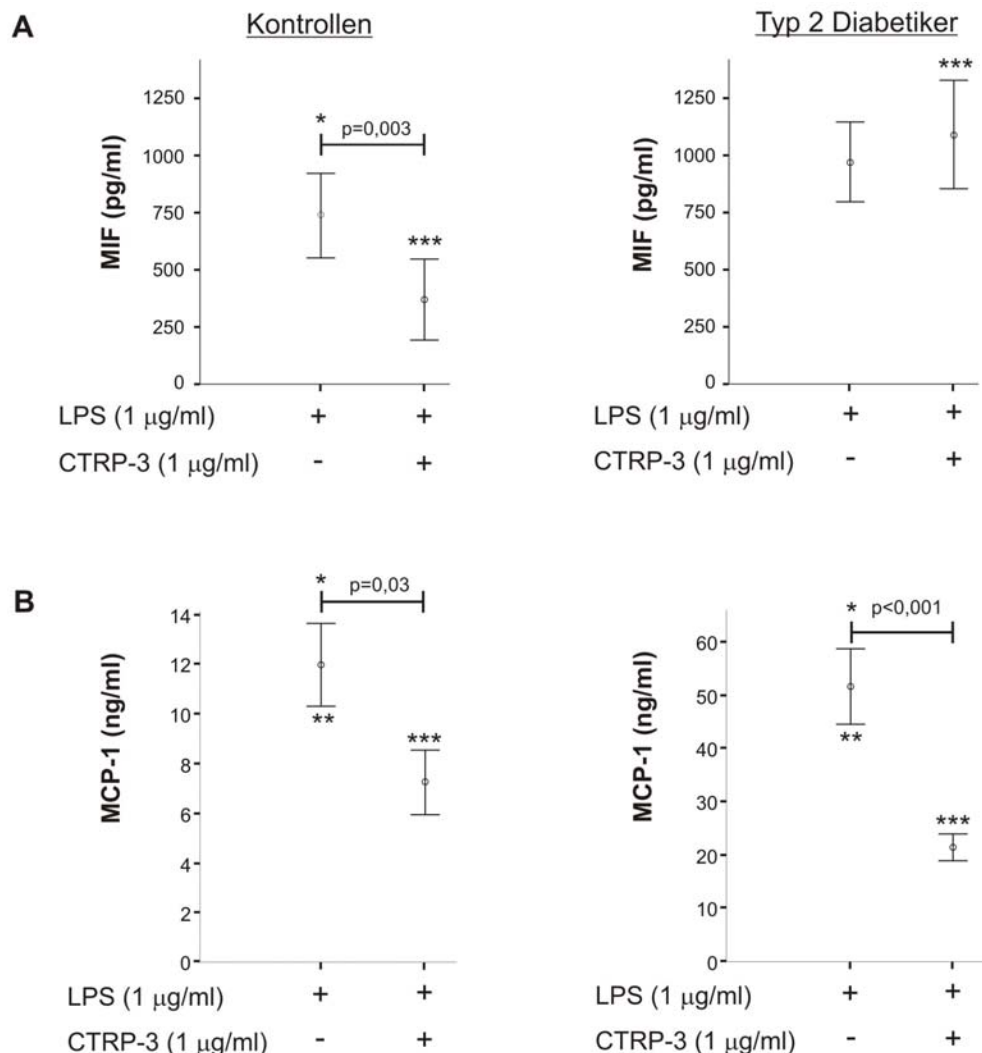 A
Kontrollen
Typ 2 Diabetiker
MIF (pg/ml)
1250
1000
750
500
250
0
*
p=0,003
***
LPS (1 µg/ml) + +
CTRP-3 (1 µg/ml) - +
MIF (pg/ml)
1250
1000
750
500
250
0
***
LPS (1 µg/ml) + +
CTRP-3 (1 µg/ml) - +
B
MCP-1 (ng/ml)
14
12
10
8
6
4
2
0
*
p=0,03
**
***
LPS (1 µg/ml) + +
CTRP-3 (1 µg/ml) - +
MCP-1 (ng/ml)
60
50
40
30
20
10
0
*
p<0,001
**
***
LPS (1 µg/ml) + +
CTRP-3 (1 µg/ml) - +